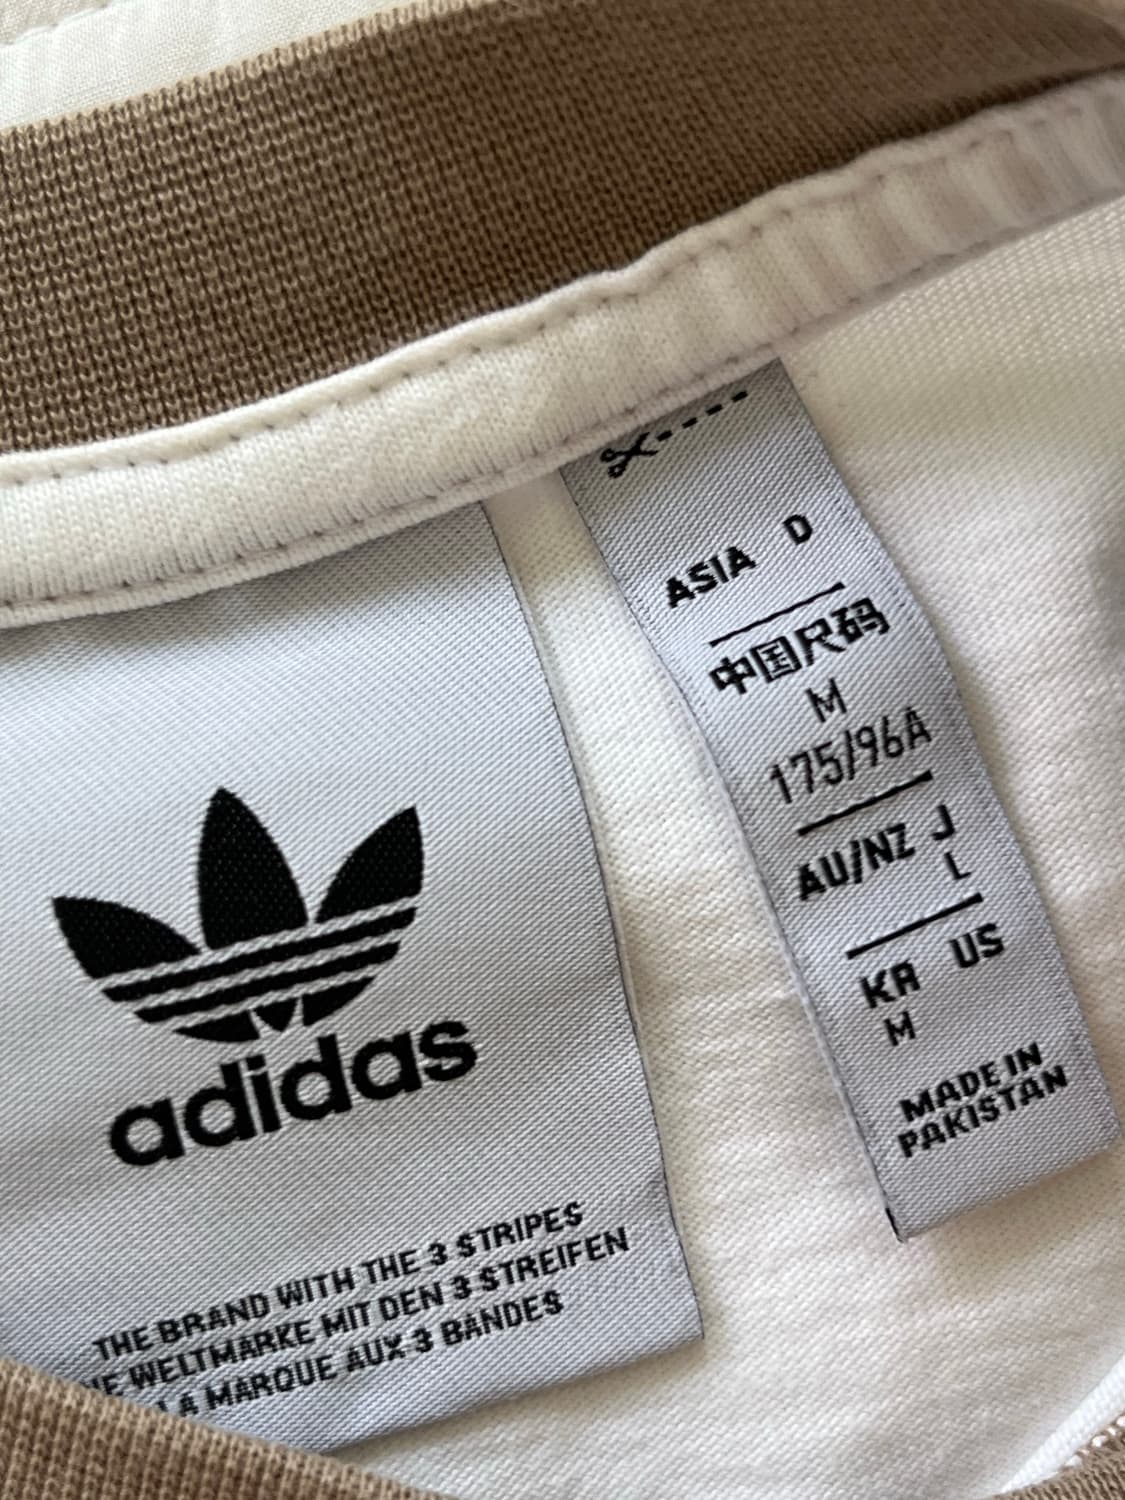 adidas
THE BRAND WITH THE 3 STRIPES
WELTMARKE MIT DEN 3 STREIFEN
LA MARQUE AUX 3 BANDES
ASIA D
中国尺码
M
175/96A
AU/NZ J
L
KR US
M
MADE IN
PAKISTAN